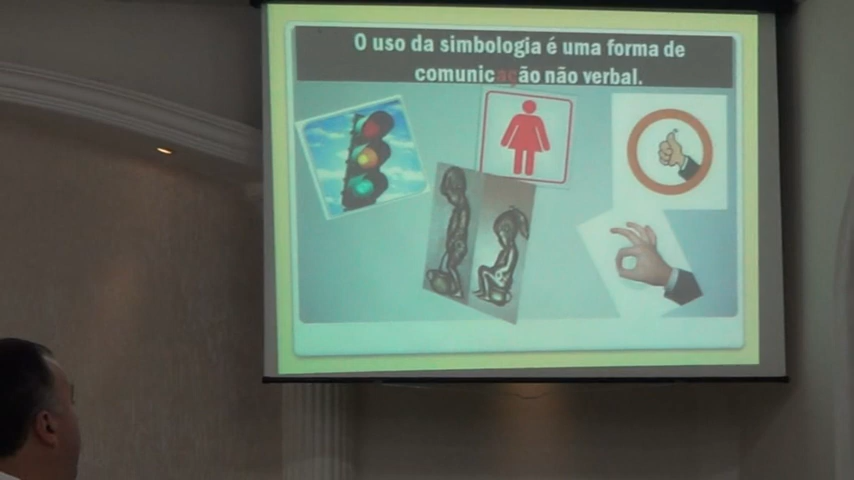 O uso da simbologia é uma forma de
comunicação não verbal.